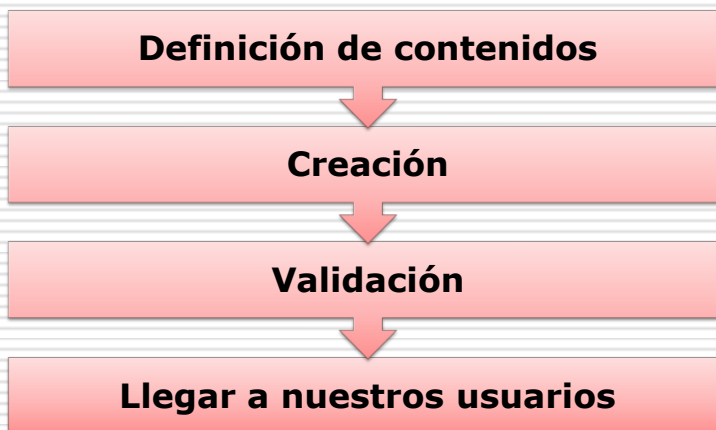 Definición de contenidos
Creación
Validación
Llegar a nuestros usuarios